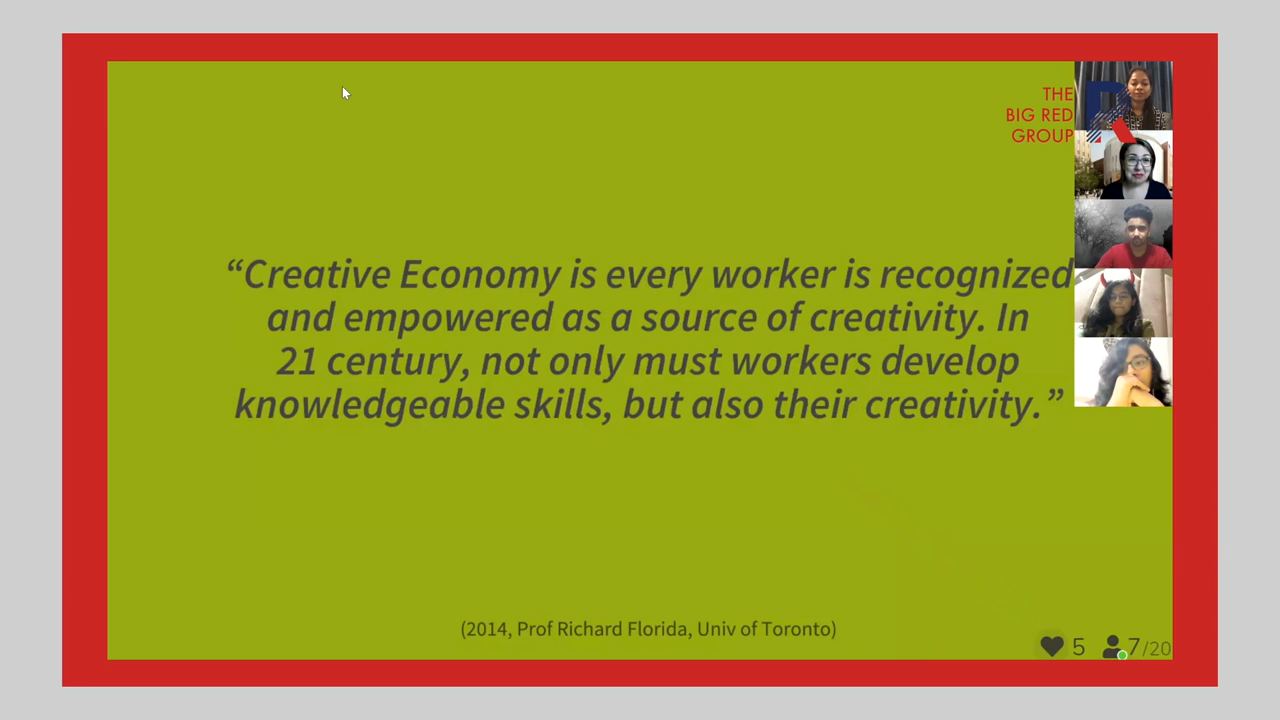 THE
BIG RED
GROUP
“Creative Economy is every worker is recognized
and empowered as a source of creativity. In
21 century, not only must workers develop
knowledgeable skills, but also their creativity.”
(2014, Prof Richard Florida, Univ of Toronto)
5 7/20